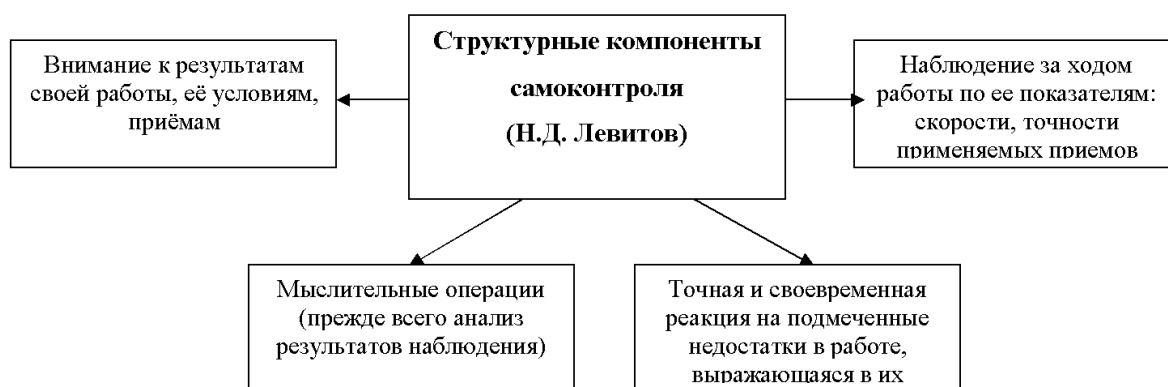 Структурные компоненты
самоконтроля
(Н.Д. Левитов)
Внимание к результатам
своей работы, её условиям,
приёмам
Наблюдение за ходом
работы по ее показателям:
скорости, точности
применяемых приемов
Мыслительные операции
(прежде всего анализ
результатов наблюдения)
Точная и своевременная
реакция на подмеченные
недостатки в работе,
выражающаяся в их